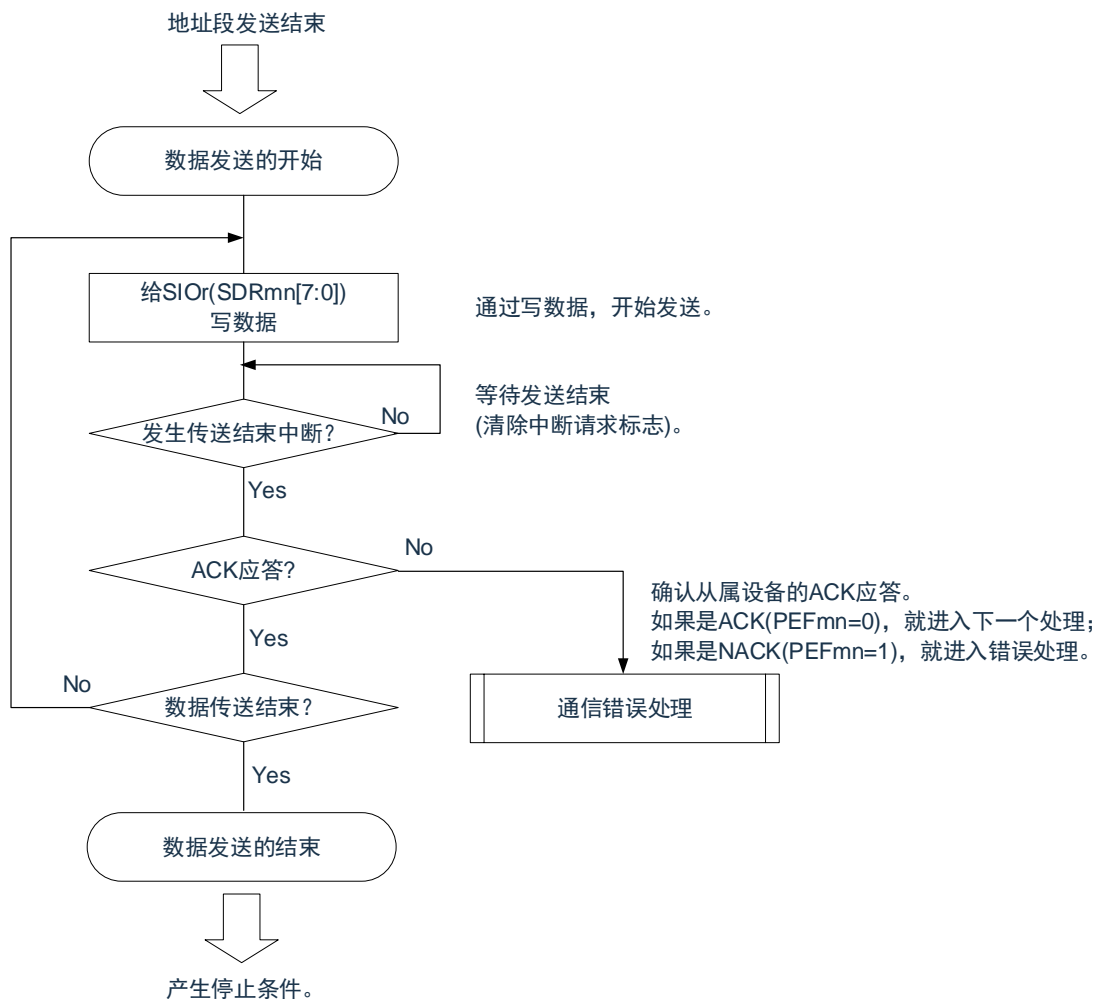 地址段发送结束
数据发送的开始
给SIOr(SDRmn[7:0])
写数据
通过写数据，开始发送。
等待发送结束
(清除中断请求标志)。
No
发生传送结束中断？
Yes
No
ACK应答？
确认从属设备的ACK应答。
如果是ACK(PEFmn=0)，就进入下一个处理；
如果是NACK(PEFmn=1)，就进入错误处理。
Yes
No
数据传送结束？
通信错误处理
Yes
数据发送的结束
产生停止条件。